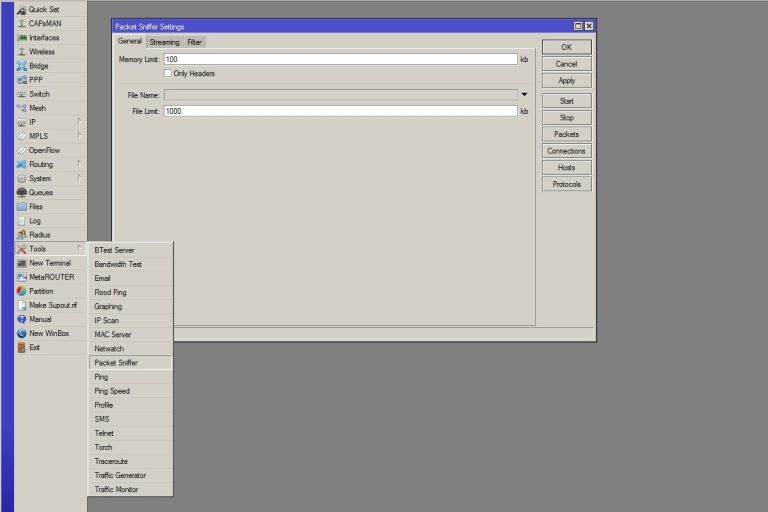 Quick Set
CAPsMAN
Interfaces
Wireless
Bridge
PPP
Switch
Mesh
IP
MPLS
OpenFlow
Routing
System
Queues
Files
Log
Radius
Tools
New Terminal
MetaROUTER
Partition
Make Supout.rif
Manual
New WinBox
Exit
BTest Server
Bandwidth Test
Email
Flood Ping
Graphing
IP Scan
MAC Server
Netwatch
Packet Sniffer
Ping
Ping Speed
Profile
SMS
Telnet
Torch
Traceroute
Traffic Generator
Traffic Monitor
Packet Sniffer Settings
General Streaming Filter
Memory Limit: 100 kb
Only Headers
File Name:
File Limit: 1000 kb
OK
Cancel
Apply
Start
Stop
Packets
Connections
Hosts
Protocols